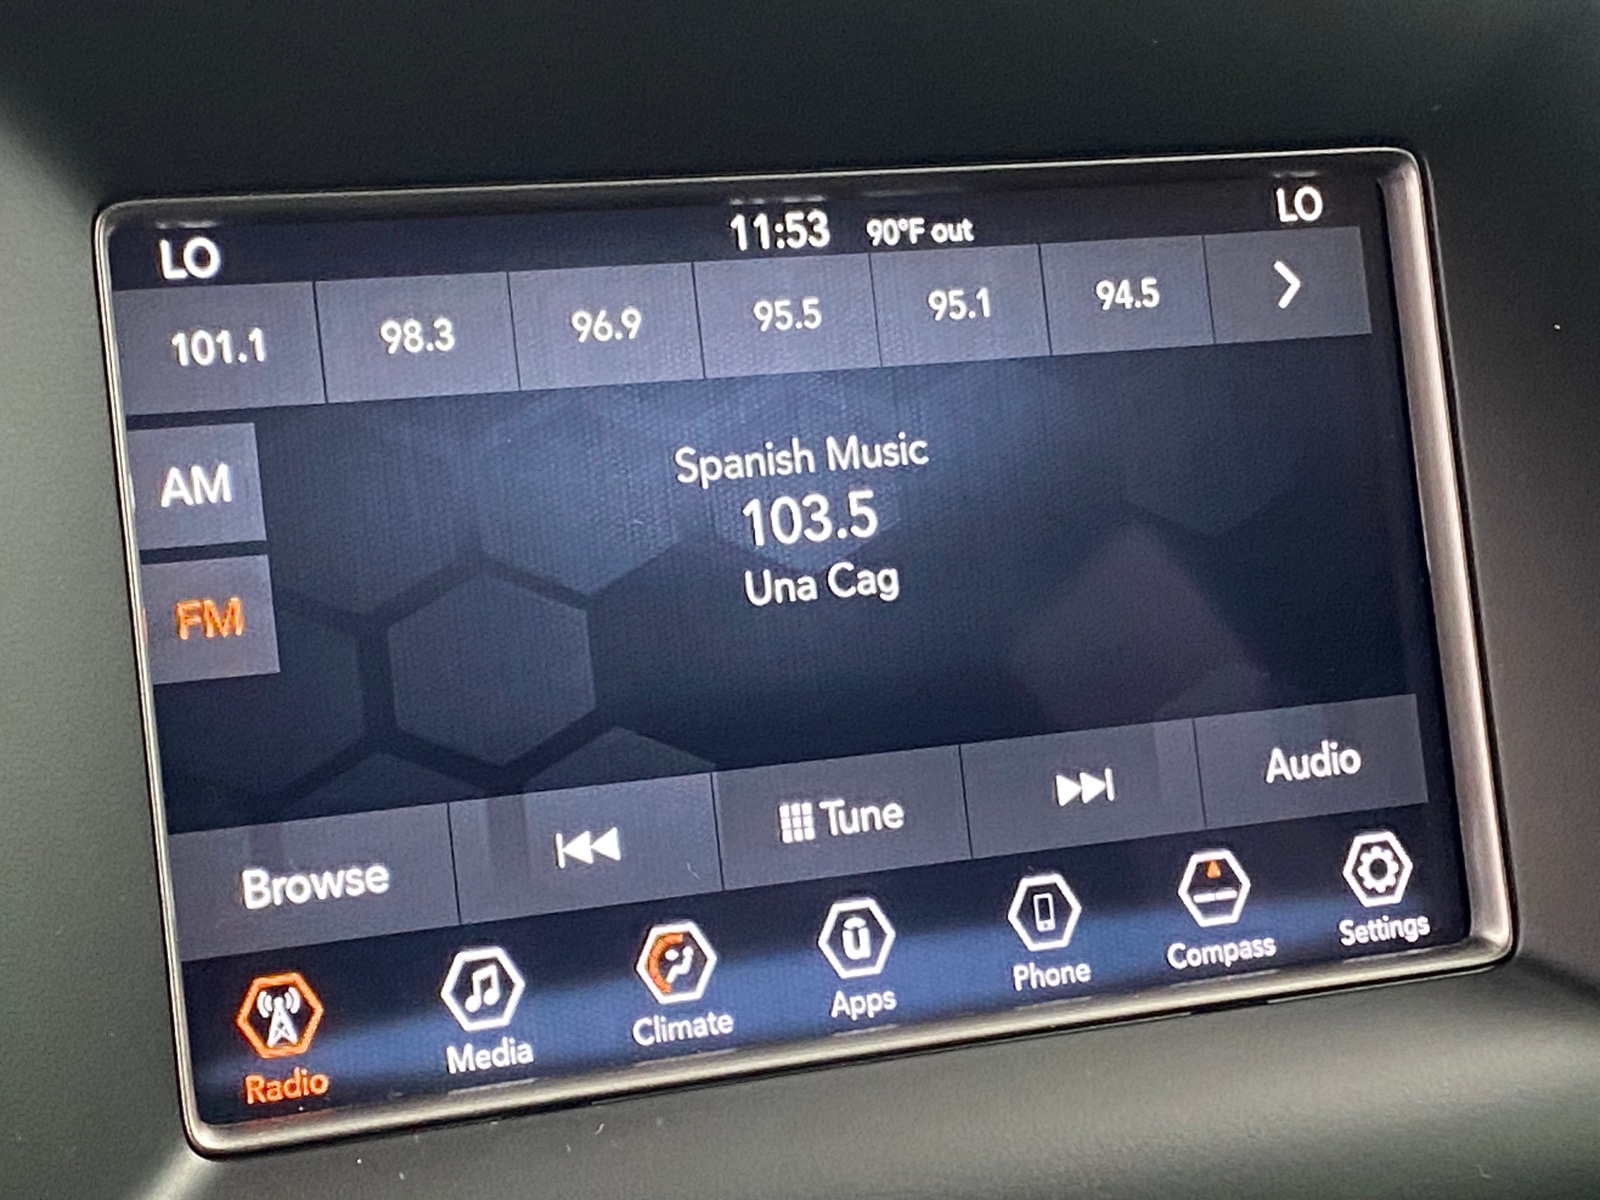 LO 11:53 90°F out LO
101.1 98.3 96.9 95.5 95.1 94.5
AM
FM
Spanish Music
103.5
Una Cag
Browse Tune Audio
Radio Media Climate Apps Phone Compass Settings